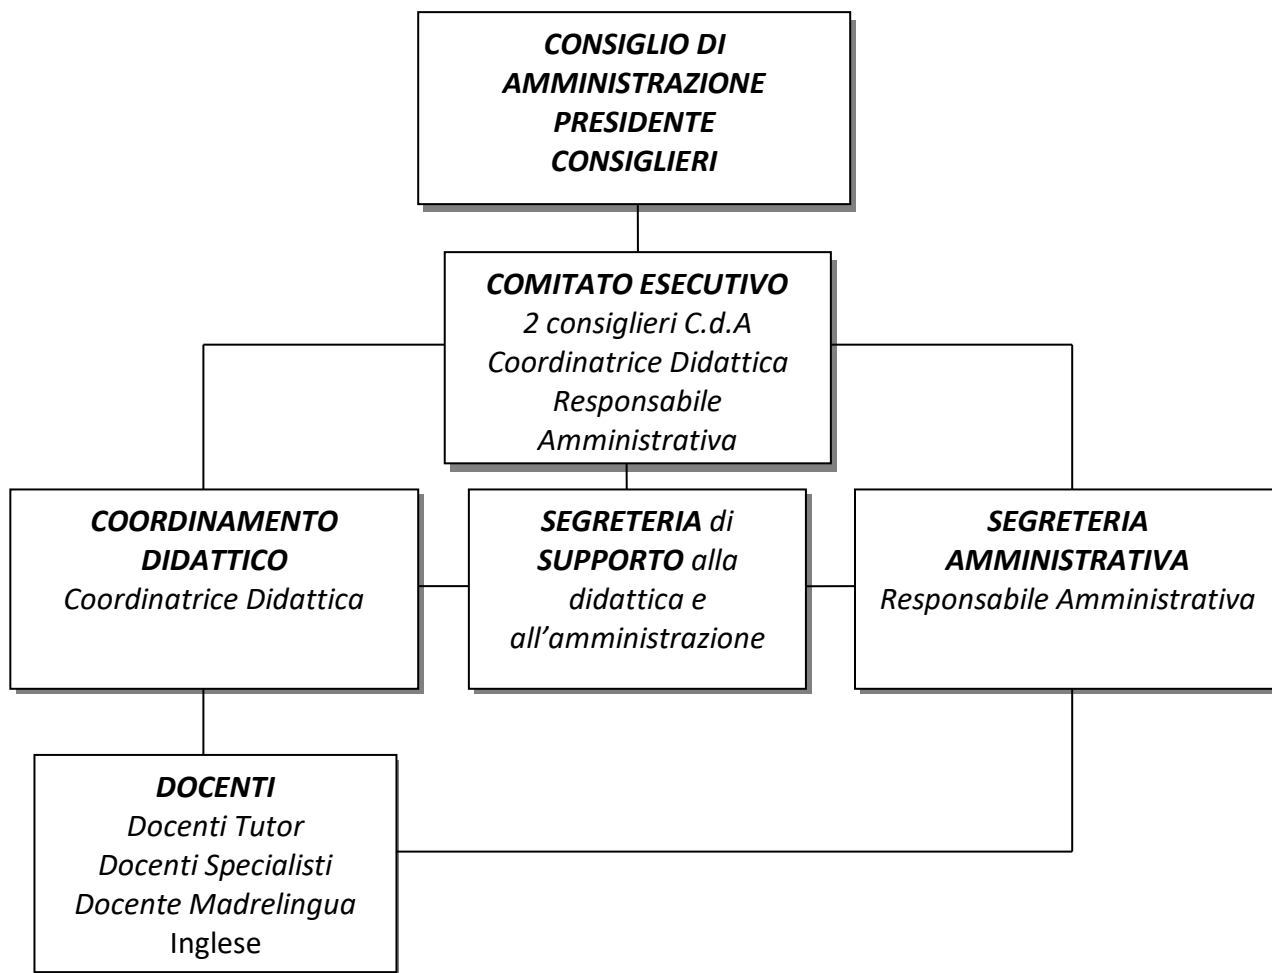 CONSIGLIO DI
AMMINISTRAZIONE
PRESIDENTE
CONSIGLIERI
COMITATO ESECUTIVO
2 consiglieri C.d.A
Coordinatrice Didattica
Responsabile
Amministrativa
COORDINAMENTO
DIDATTICO
Coordinatrice Didattica
SEGRETERIA di
SUPPORTO alla
didattica e
all’amministrazione
SEGRETERIA
AMMINISTRATIVA
Responsabile Amministrativa
DOCENTI
Docenti Tutor
Docenti Specialisti
Docente Madrelingua
Inglese